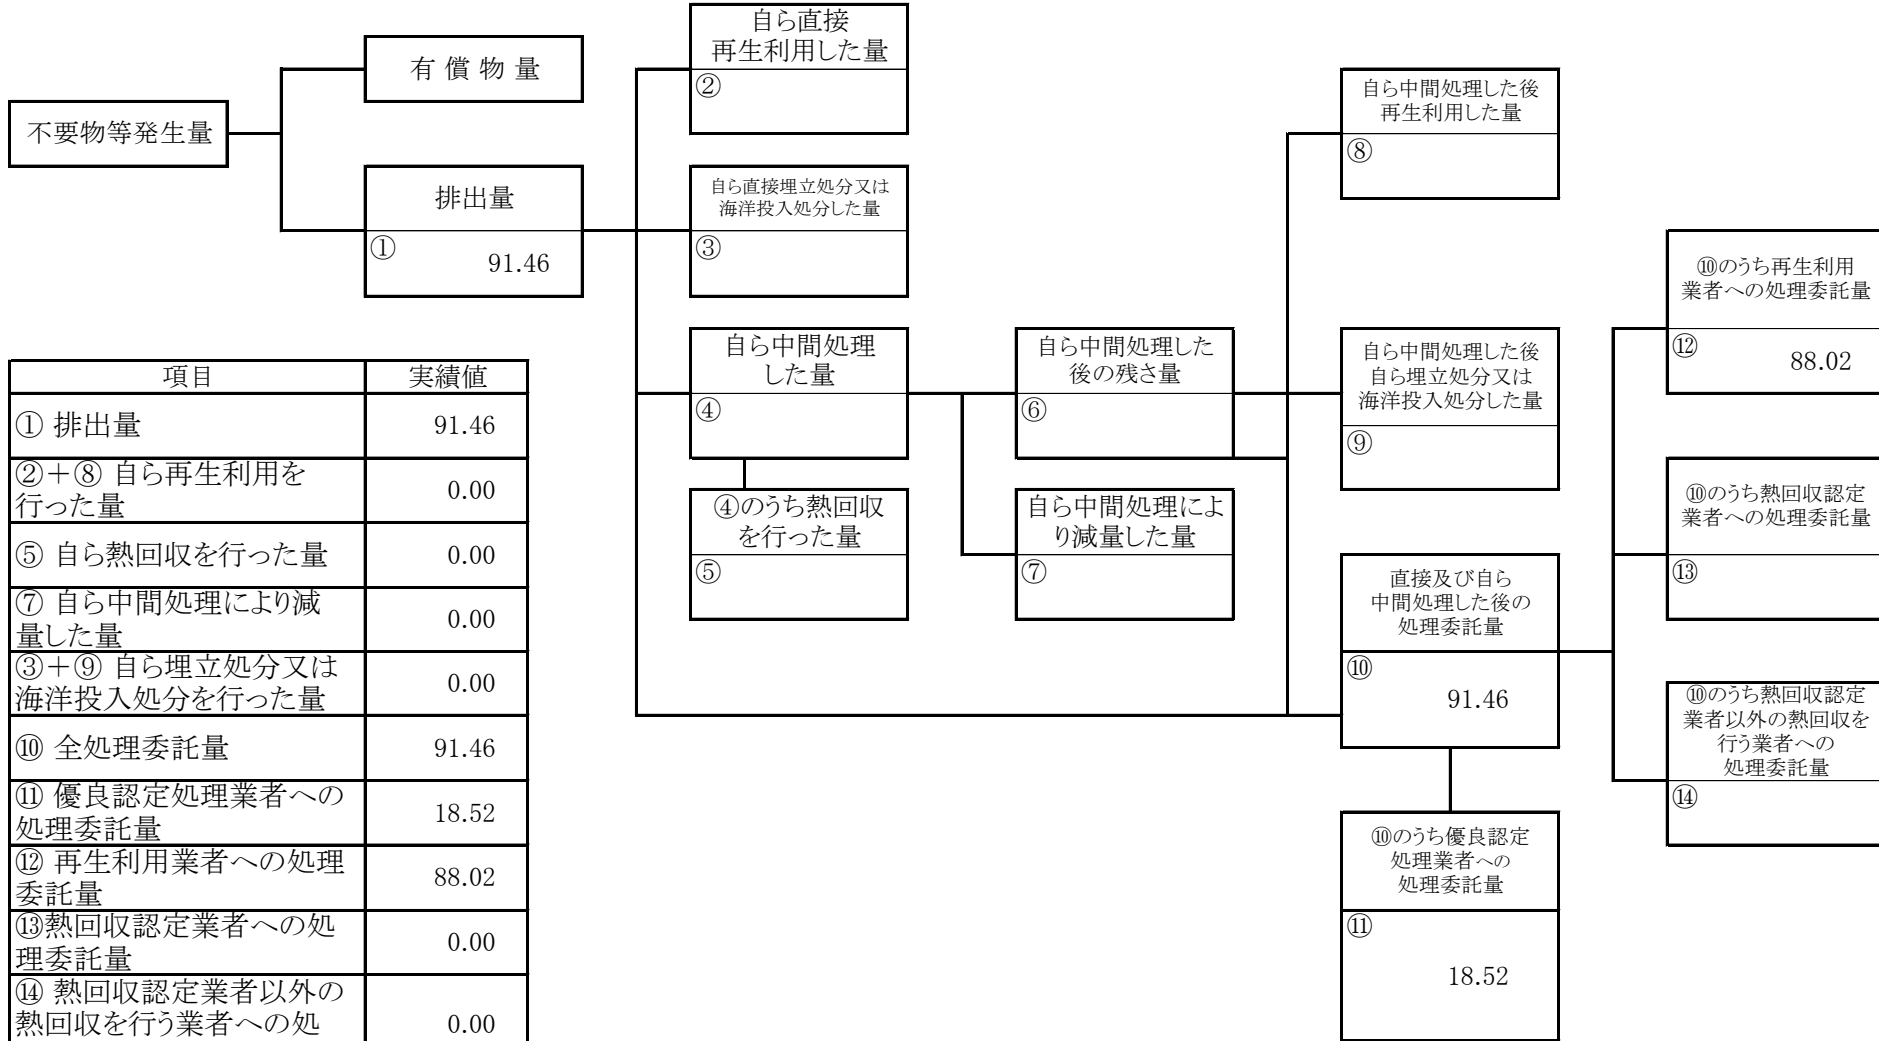 不要物等発生量
有 償 物 量
排出量
①
91.46
自ら直接
再生利用した量
②
自ら直接埋立処分又は
海洋投入処分した量
③
自ら中間処理
した量
④
④のうち熱回収
を行った量
⑤
自ら中間処理した
後の残さ量
⑥
自ら中間処理によ
り減量した量
⑦
自ら中間処理した後
再生利用した量
⑧
自ら中間処理した後
自ら埋立処分又は
海洋投入処分した量
⑨
直接及び自ら
中間処理した後の
処理委託量
⑩
91.46
⑩のうち優良認定
処理業者への
処理委託量
⑪
18.52
⑩のうち再生利用
業者への処理委託量
⑫
88.02
⑩のうち熱回収認定
業者への処理委託量
⑬
⑩のうち熱回収認定
業者以外の熱回収を
行う業者への
処理委託量
⑭
項目 実績値
① 排出量 91.46
②＋⑧ 自ら再生利用を
行った量 0.00
⑤ 自ら熱回収を行った量 0.00
⑦ 自ら中間処理により減
量した量 0.00
③＋⑨ 自ら埋立処分又は
海洋投入処分を行った量 0.00
⑩ 全処理委託量 91.46
⑪ 優良認定処理業者への
処理委託量 18.52
⑫ 再生利用業者への処理
委託量 88.02
⑬熱回収認定業者への処
理委託量 0.00
⑭ 熱回収認定業者以外の
熱回収を行う業者への処 0.00